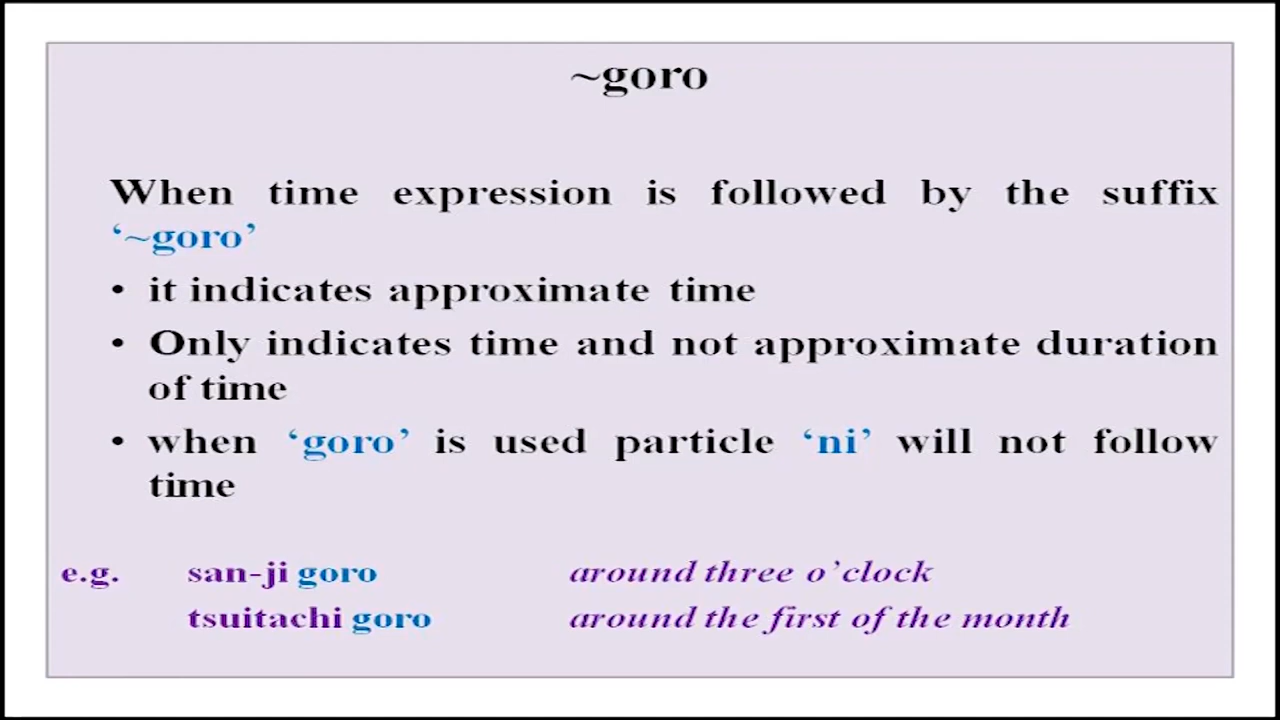 ~goro
When time expression is followed by the suffix
‘~goro’
• it indicates approximate time
• Only indicates time and not approximate duration
of time
• when ‘goro’ is used particle ‘ni’ will not follow
time
e.g. san-ji goro around three o’clock
tsuitachi goro around the first of the month